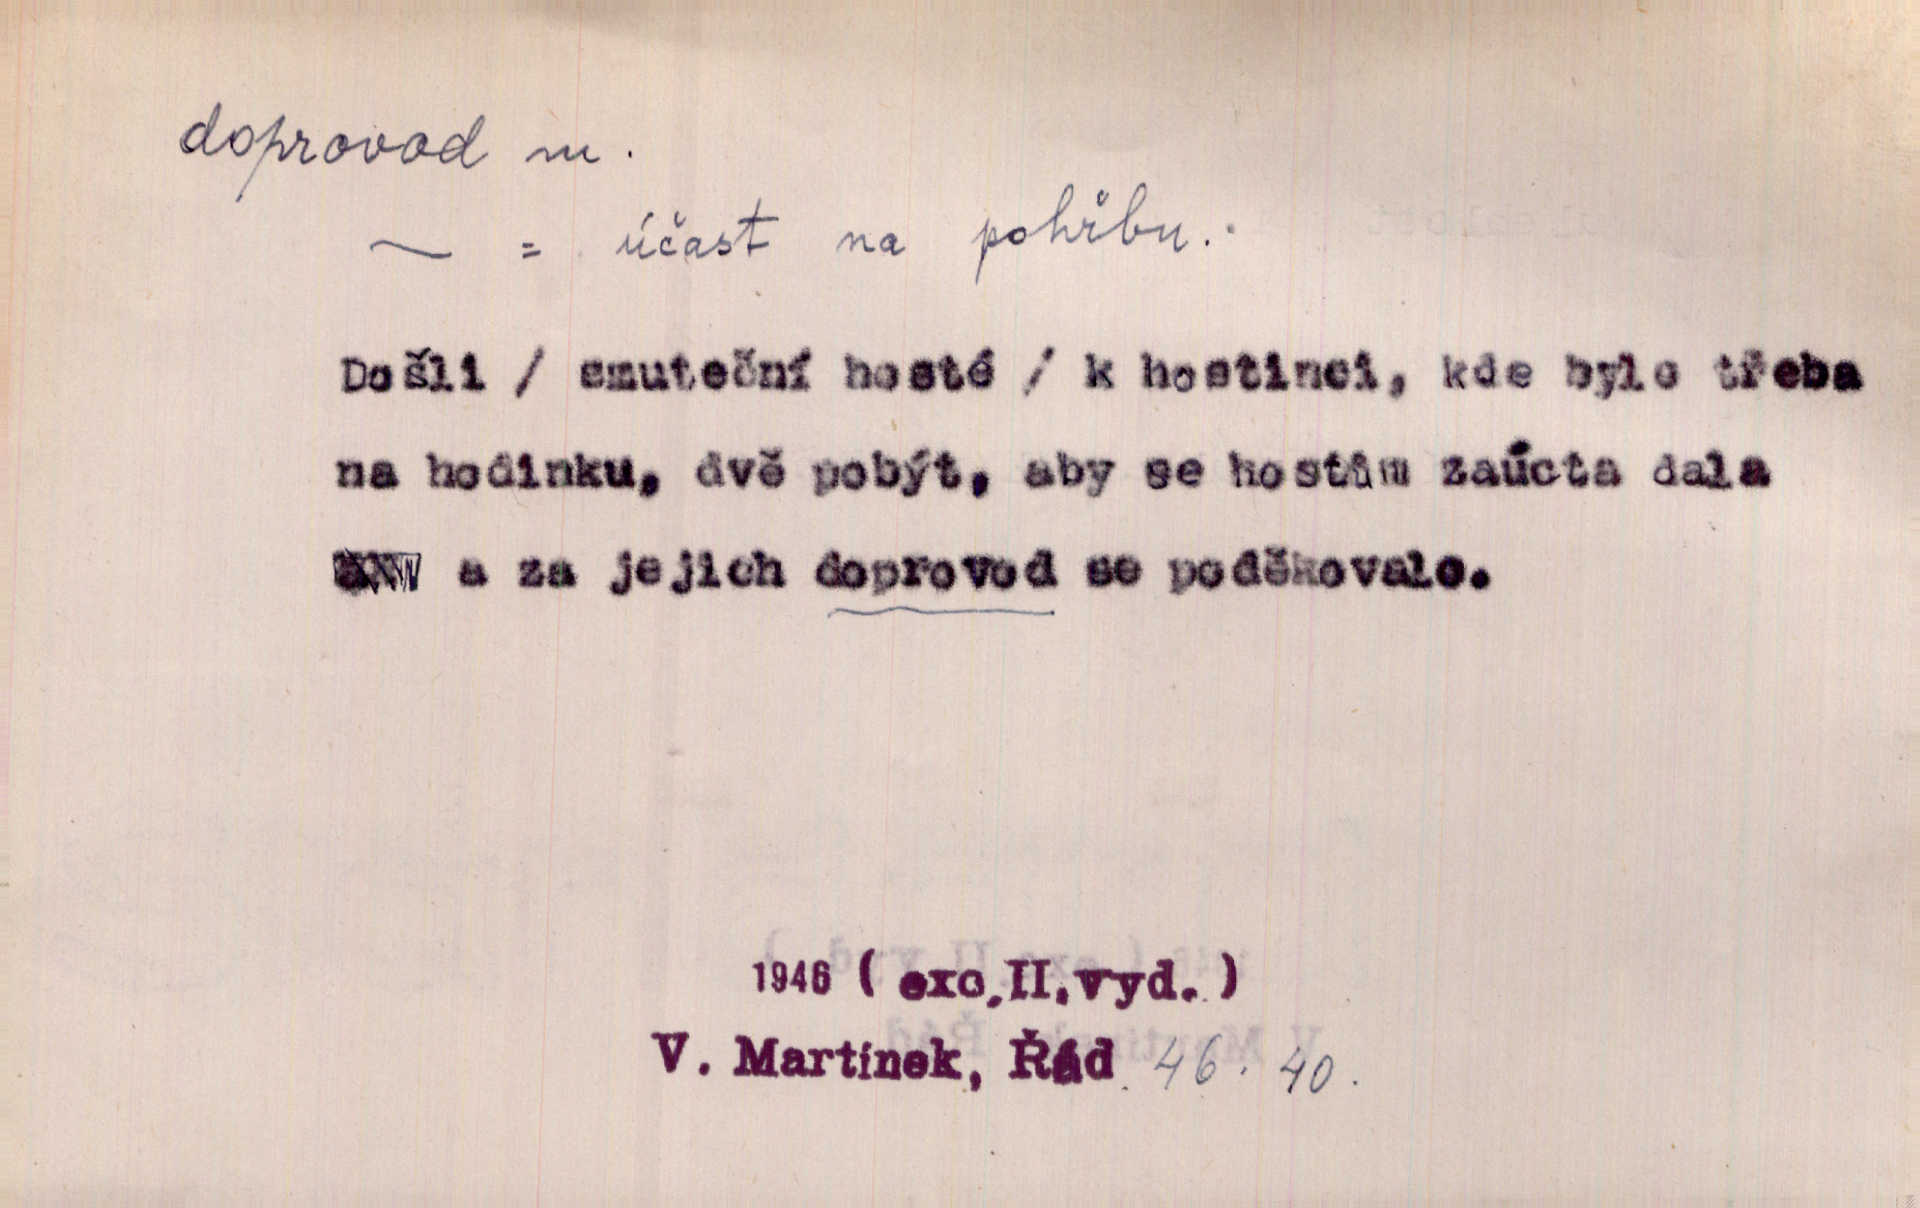 doprovod m.
~ = účast na pohřbu.
Došli / smuteční hosté / k hostinci, kde bylo třeba
na hodinku, dvě pobýt, aby se hostům zaúcta dala
a za jejich doprovod se poděkovalo.
1946 ( exc. II. vyd. )
V. Martínek, Řád 46. 40.